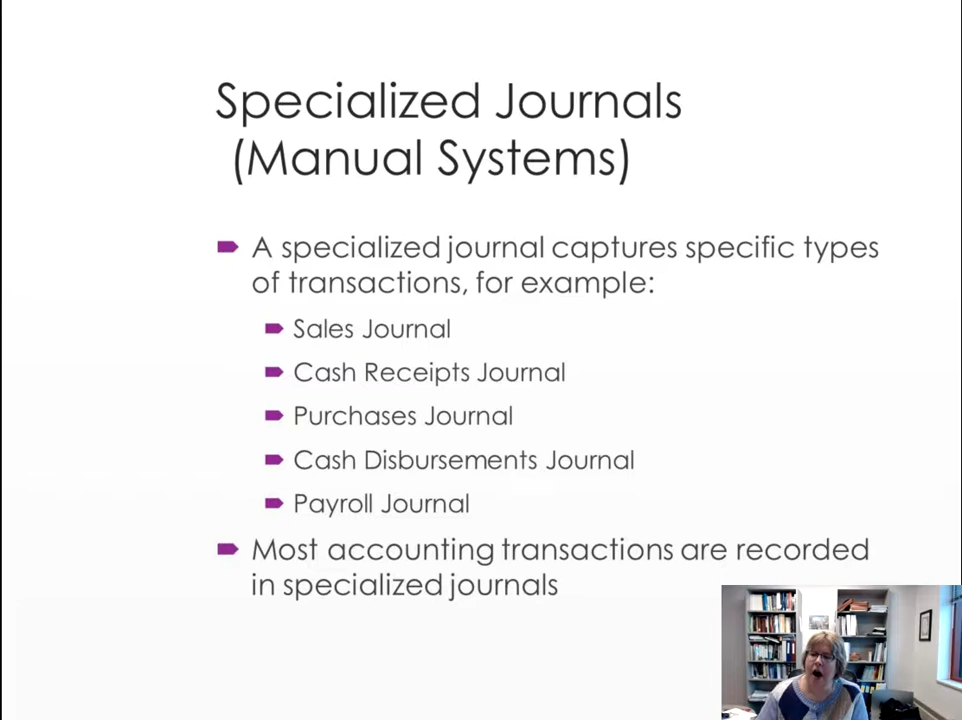 Specialized Journals
(Manual Systems)
A specialized journal captures specific types
of transactions, for example:
Sales Journal
Cash Receipts Journal
Purchases Journal
Cash Disbursements Journal
Payroll Journal
Most accounting transactions are recorded
in specialized journals